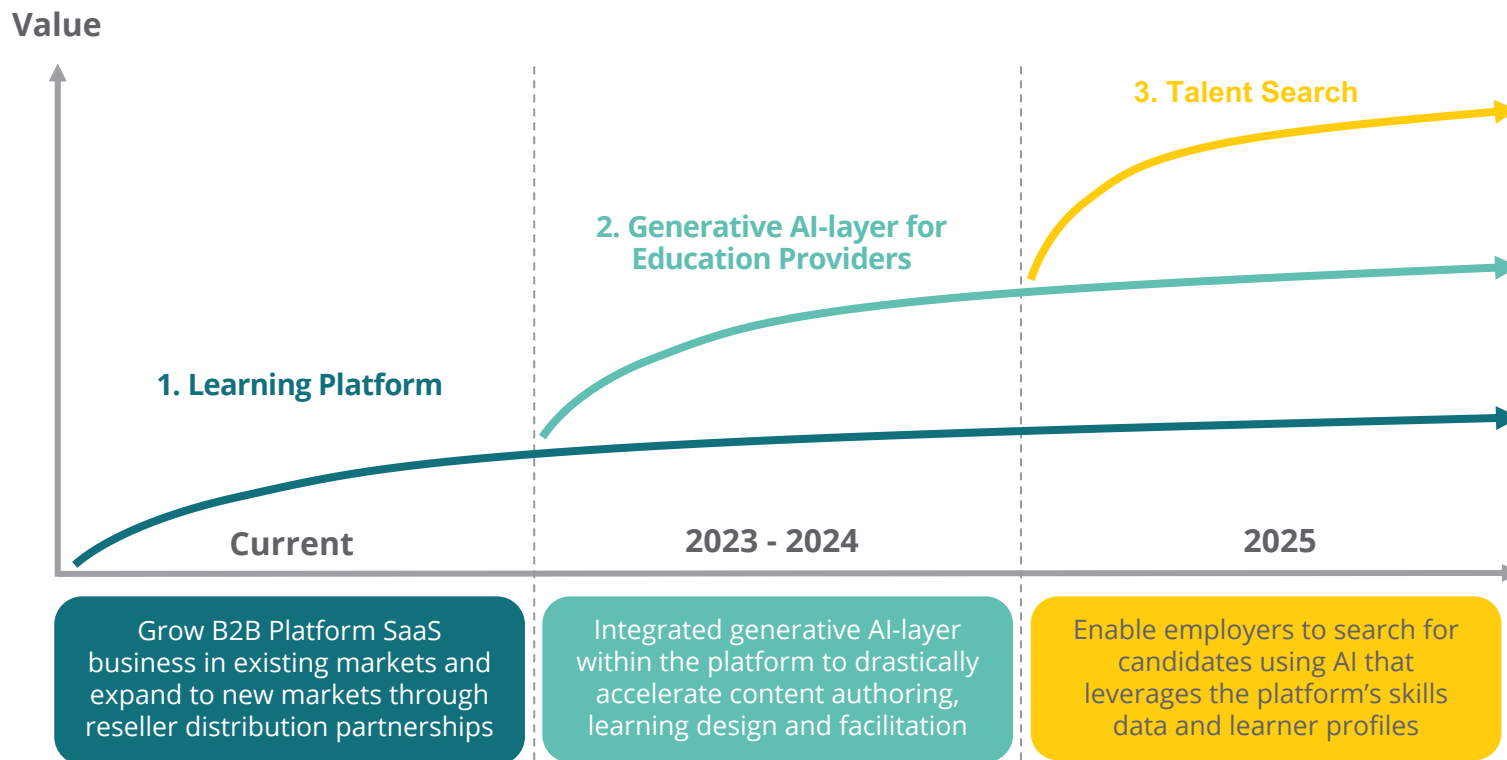 Value
3. Talent Search
2. Generative AI-layer for
Education Providers
1. Learning Platform
Current
2023 - 2024
2025
Grow B2B Platform SaaS
business in existing markets and
expand to new markets through
reseller distribution partnerships
Integrated generative AI-layer
within the platform to drastically
accelerate content authoring,
learning design and facilitation
Enable employers to search for
candidates using AI that
leverages the platform’s skills
data and learner profiles